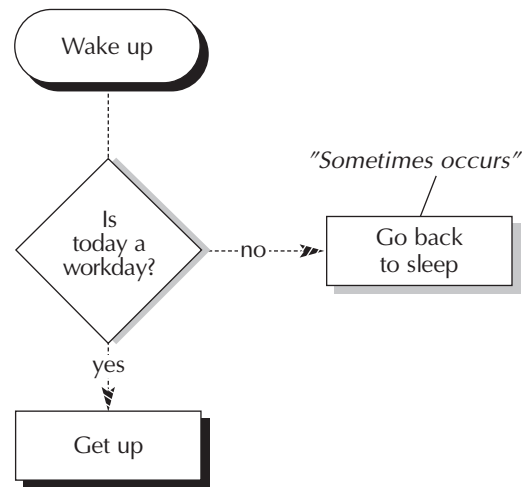 Wake up
"Sometimes occurs"
Is
today a
workday?
no
Go back
to sleep
yes
Get up